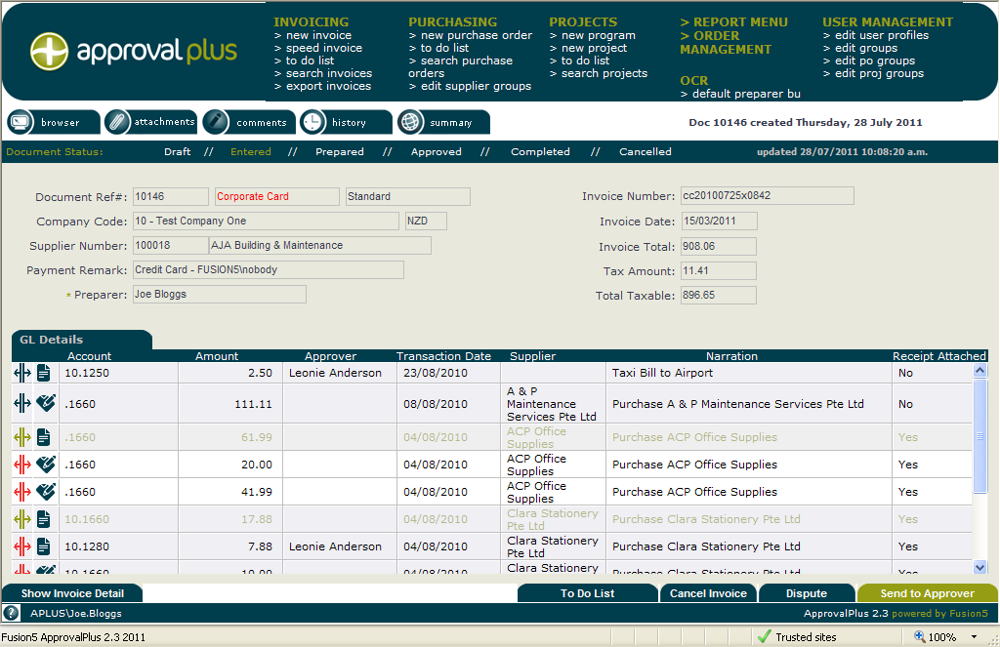 approval plus
INVOICING
> new invoice
> speed invoice
> to do list
> search invoices
> export invoices
PURCHASING
> new purchase order
> to do list
> search purchase
orders
> edit supplier groups
PROJECTS
> new program
> new project
> to do list
> search projects
> REPORT MENU
> ORDER
MANAGEMENT
OCR
> default preparer bu
USER MANAGEMENT
> edit user profiles
> edit groups
> edit po groups
> edit proj groups
browser attachments comments history summary Doc 10146 created Thursday, 28 July 2011
Document Status: Draft // Entered // Prepared // Approved // Completed // Cancelled updated 28/07/2011 10:08:20 a.m.
Document Ref#: 10146 Corporate Card Standard
Company Code: 10 - Test Company One NZD
Supplier Number: 100018 AJA Building & Maintenance
Payment Remark: Credit Card - FUSION5\nobody
* Preparer: Joe Bloggs
Invoice Number: cc20100725x0842
Invoice Date: 15/03/2011
Invoice Total: 908.06
Tax Amount: 11.41
Total Taxable: 896.65
GL Details
Account Amount Approver Transaction Date Supplier Narration Receipt Attached
10.1250 2.50 Leonie Anderson 23/08/2010 Taxi Bill to Airport No
.1660 111.11 08/08/2010 A & P Maintenance Services Pte Ltd Purchase A & P Maintenance Services Pte Ltd No
.1660 61.99 04/08/2010 ACP Office Supplies Purchase ACP Office Supplies Yes
.1660 20.00 04/08/2010 ACP Office Supplies Purchase ACP Office Supplies Yes
.1660 41.99 04/08/2010 ACP Office Supplies Purchase ACP Office Supplies Yes
10.1660 17.88 04/08/2010 Clara Stationery Pte Ltd Purchase Clara Stationery Pte Ltd Yes
10.1280 7.88 Leonie Anderson 04/08/2010 Clara Stationery Pte Ltd Purchase Clara Stationery Pte Ltd Yes
10.1660 10.00 04/08/2010 Clara Stationery Purchase Clara Stationery Pte Ltd Yes
Show Invoice Detail To Do List Cancel Invoice Dispute Send to Approver
? APLUS\Joe.Bloggs ApprovalPlus 2.3 powered by Fusion5
Fusion5 ApprovalPlus 2.3 2011 Trusted sites 100%